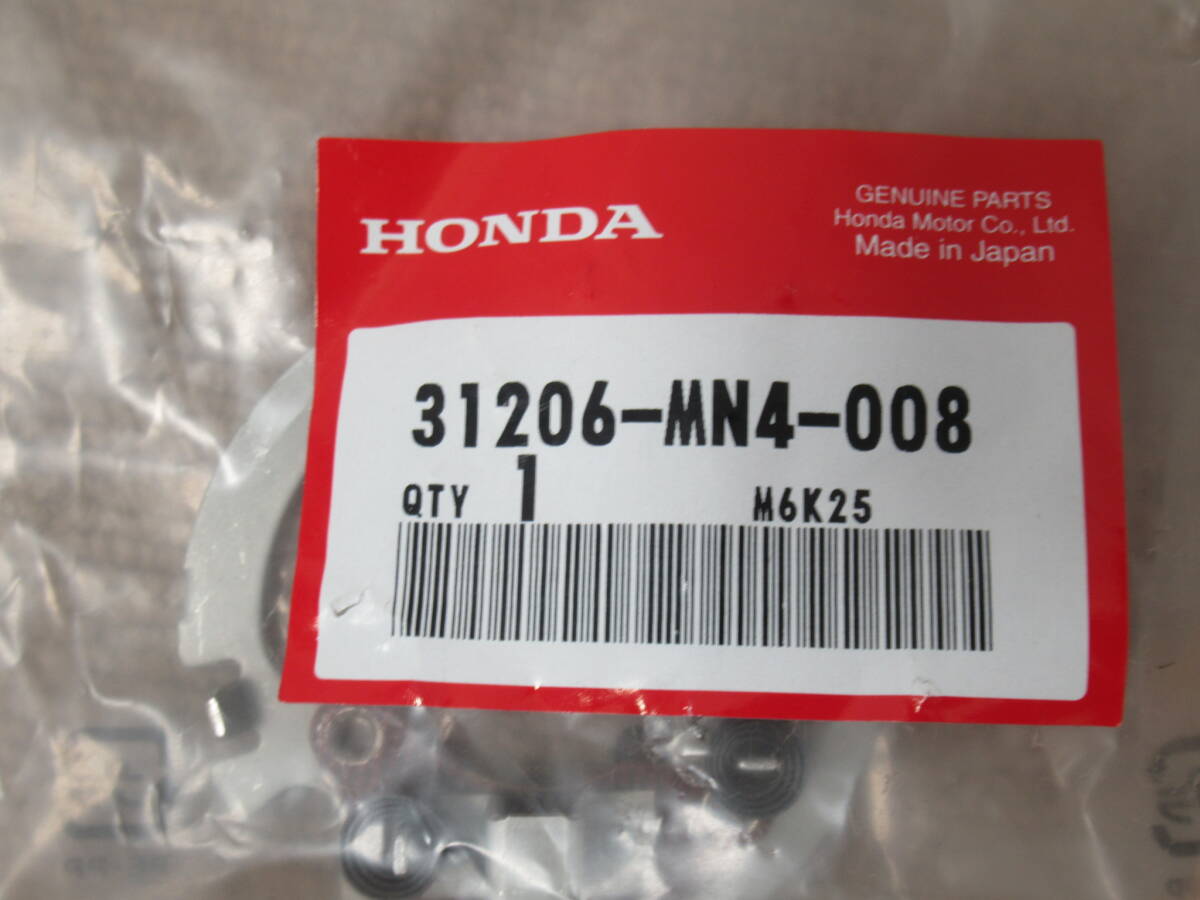 HONDA
GENUINE PARTS
Honda Motor Co., Ltd.
Made in Japan
31206-MN4-008
QTY 1 M6K25